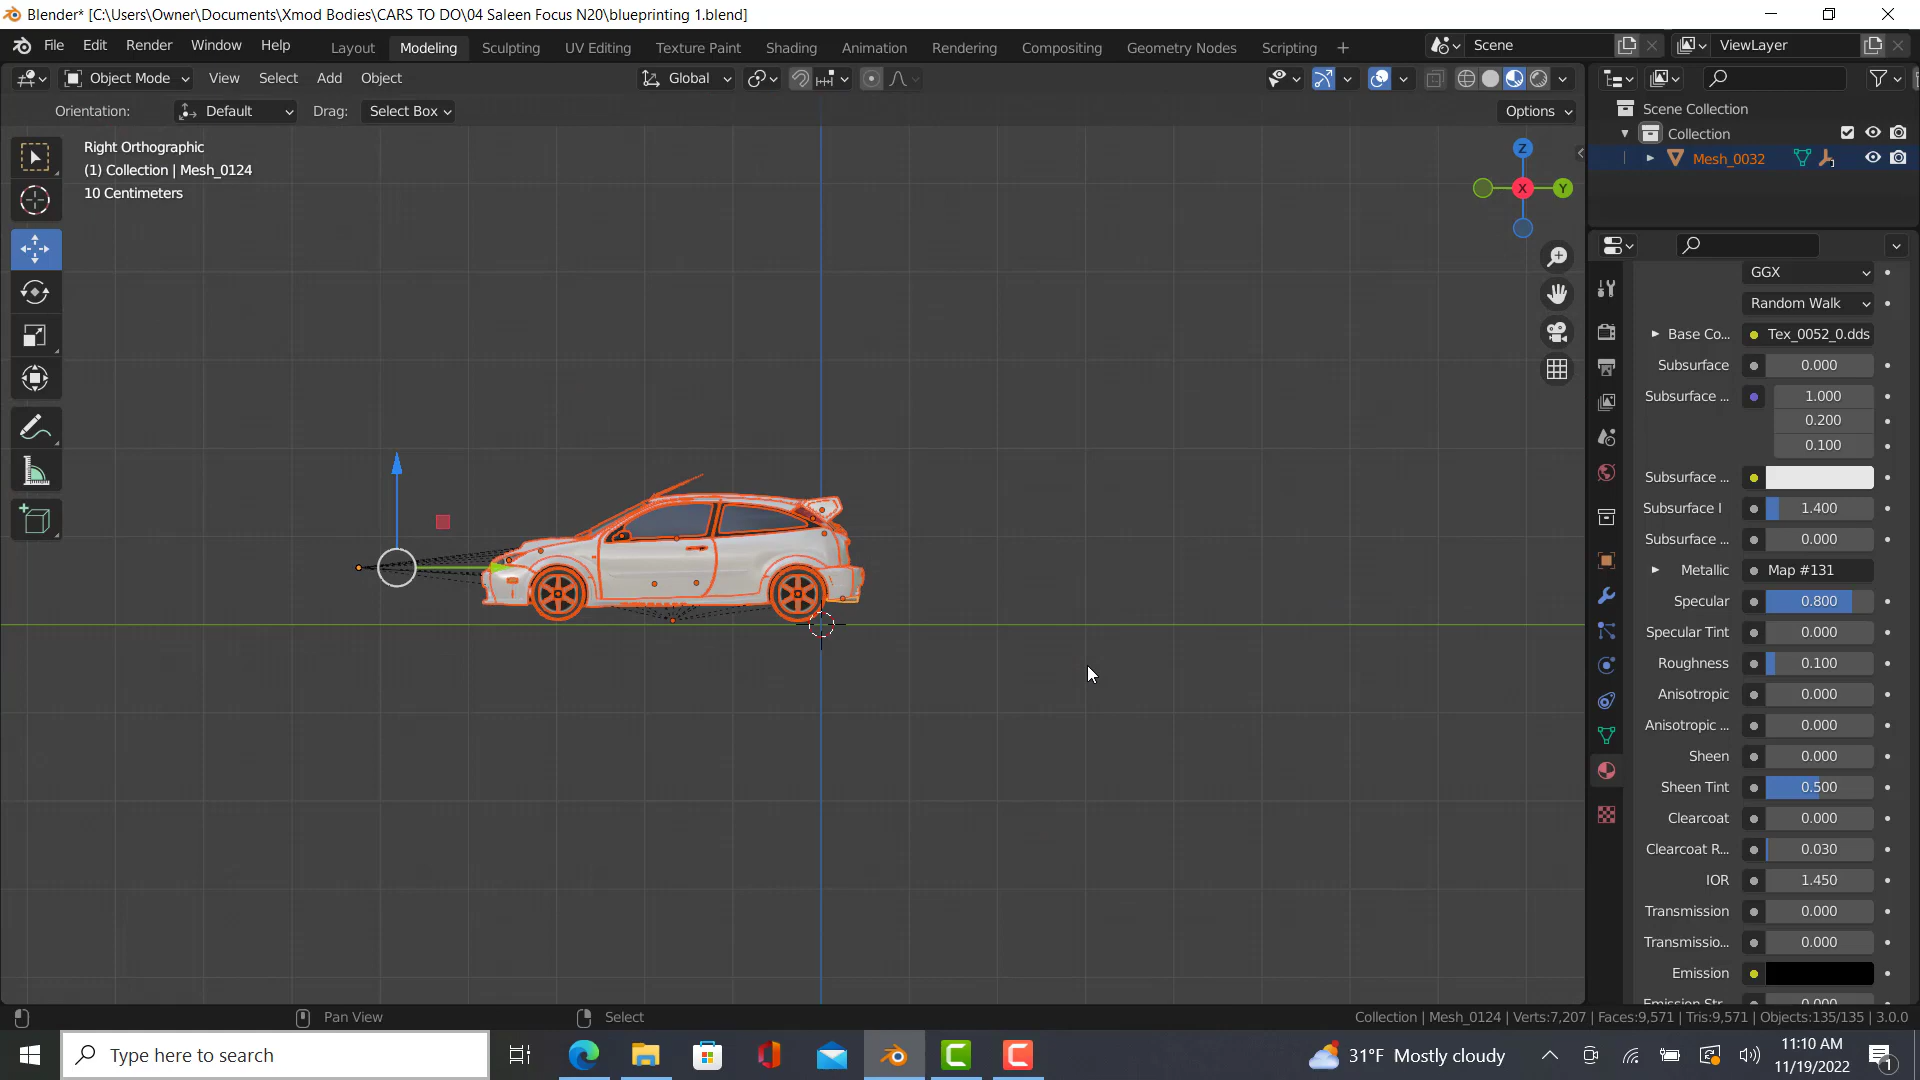 Blender* [C:\Users\Owner\Documents\Xmod Bodies\CARS TO DO\04 Saleen Focus N20\blueprinting 1.blend]
File Edit Render Window Help Layout Modeling Sculpting UV Editing Texture Paint Shading Animation Rendering Compositing Geometry Nodes Scripting + Scene ViewLayer
Object Mode View Select Add Object Global
Orientation: Default Drag: Select Box Options
Right Orthographic
(1) Collection | Mesh_0124
10 Centimeters
Z
X
Y
Scene Collection
Collection
Mesh_0032
GGX
Random Walk
Base Co... Tex_0052_0.dds
Subsurface 0.000
Subsurface ... 1.000
0.200
0.100
Subsurface ...
Subsurface I 1.400
Subsurface ... 0.000
Metallic Map #131
Specular 0.800
Specular Tint 0.000
Roughness 0.100
Anisotropic 0.000
Anisotropic ... 0.000
Sheen 0.000
Sheen Tint 0.500
Clearcoat 0.000
Clearcoat R... 0.030
IOR 1.450
Transmission 0.000
Transmissio... 0.000
Emission
Emission Str... 0.000
Pan View Select Collection | Mesh_0124 | Verts:7,207 | Faces:9,571 | Tris:9,571 | Objects:135/135 | 3.0.0
Type here to search 31°F Mostly cloudy 11:10 AM
11/19/2022
1